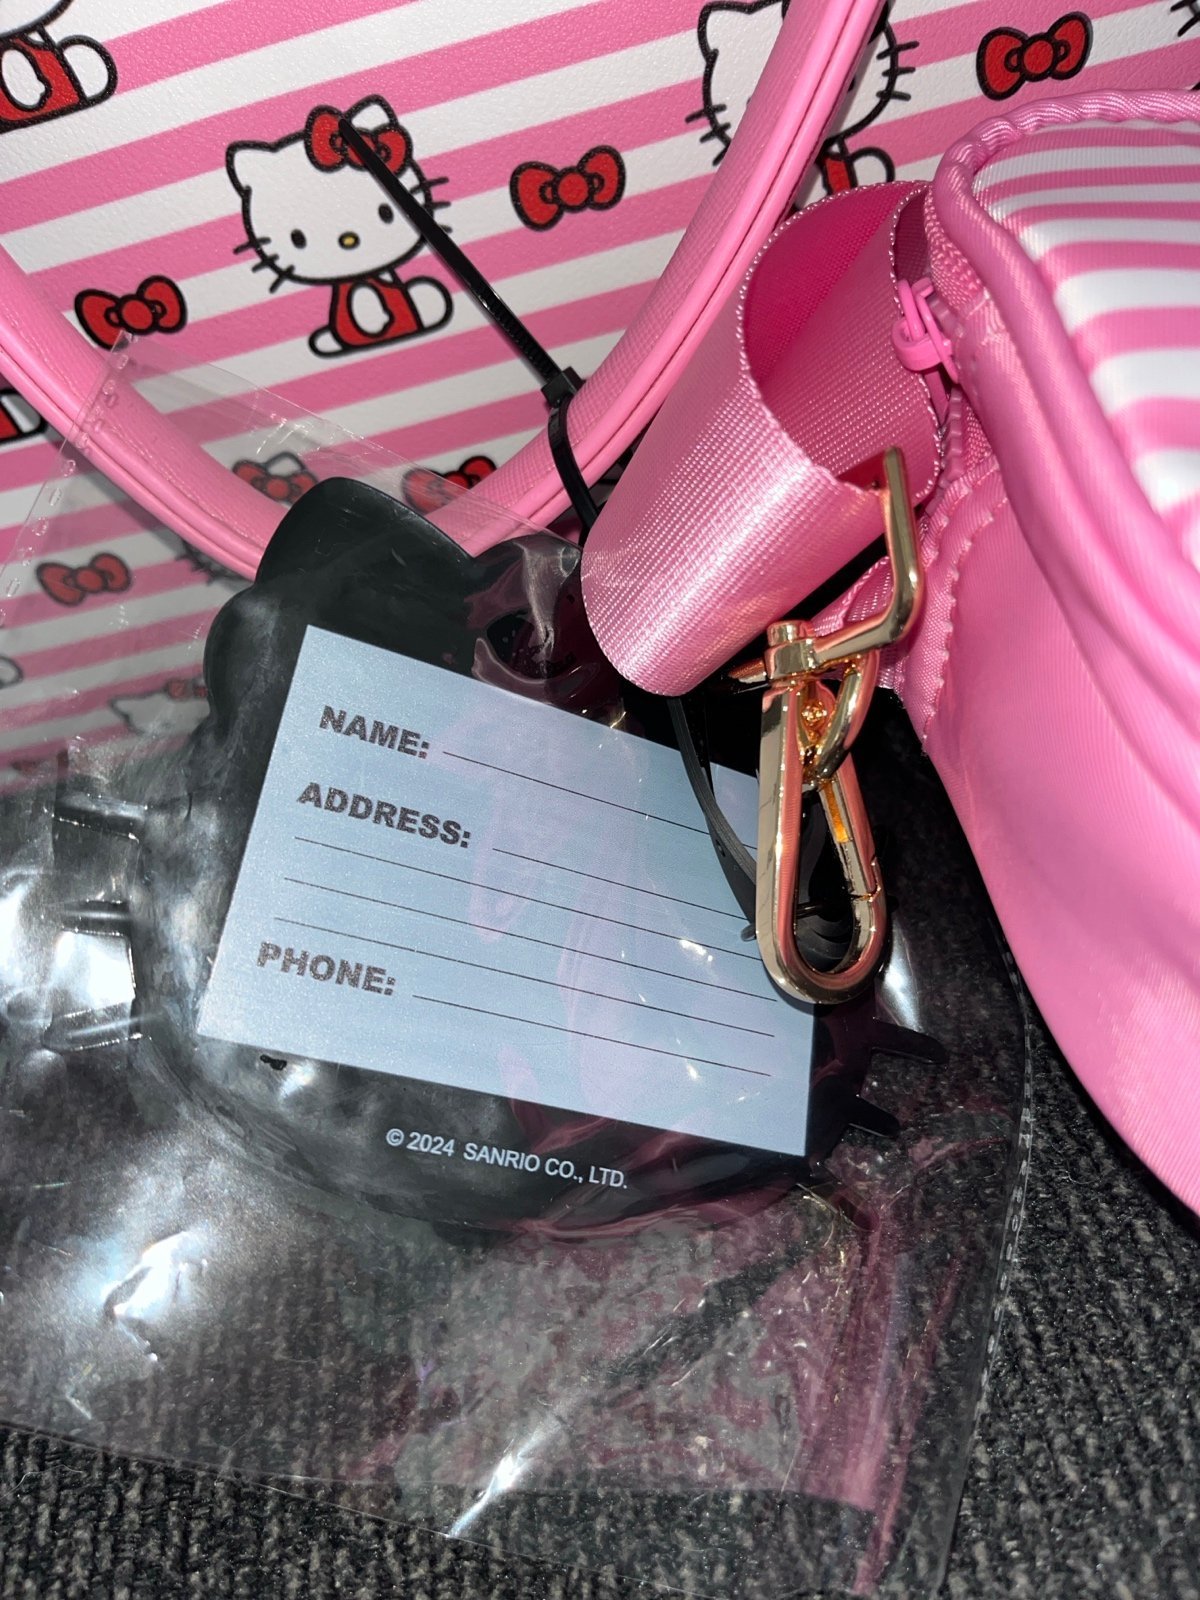 NAME:
ADDRESS:
PHONE:
© 2024 SANRIO CO., LTD.